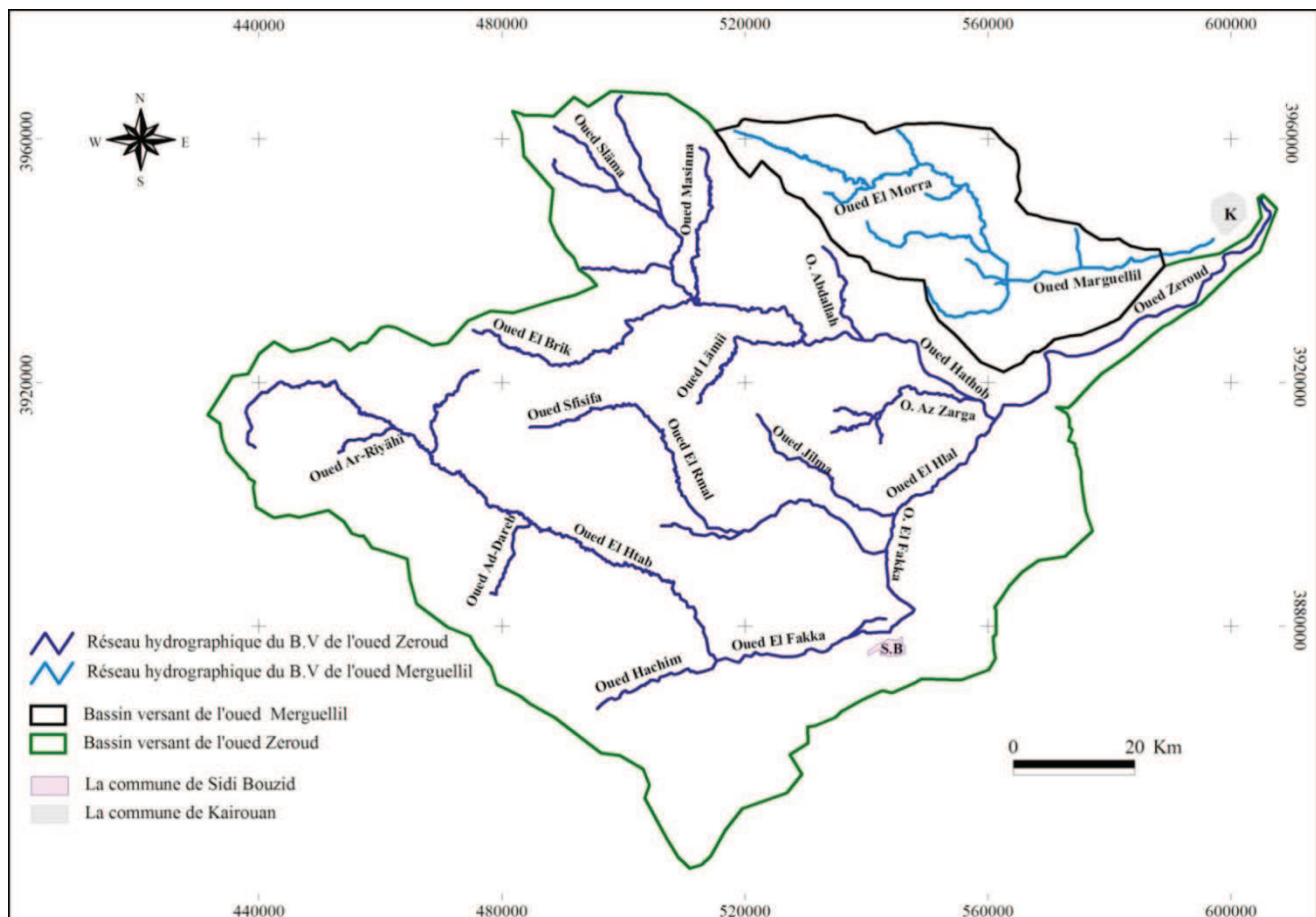 440000
480000
520000
560000
600000
N
W
E
S
3960000
3960000
Oued Släma
Oued Masinna
Oued El Morra
K
O. Abdallah
Oued Marguellil
Oued Zeroud
Oued El Brik
Oued Lämii
Oued Hathob
3920000
3920000
Oued Sfisifa
O. Az Zarga
Oued Ar-Riyähi
Oued El Rmal
Oued Jilma
Oued El Hlal
Oued Ad-Dareb
Oued El Htab
O. El Fakka
3880000
Oued El Fakka
S.B
Oued Hachim
Réseau hydrographique du B.V de l'oued Zeroud
Réseau hydrographique du B.V de l'oued Merguellil
Bassin versant de l'oued Merguellil
Bassin versant de l'oued Zeroud
La commune de Sidi Bouzid
La commune de Kairouan
0
20 Km
440000
480000
520000
560000
600000